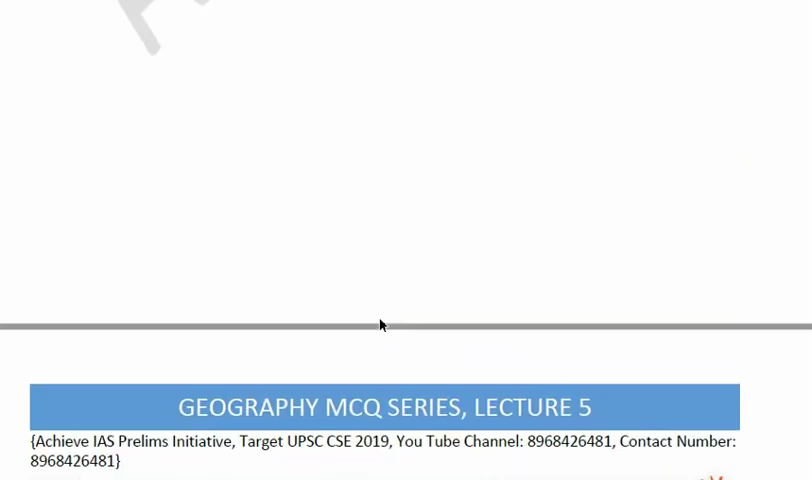 GEOGRAPHY MCQ SERIES, LECTURE 5
{Achieve IAS Prelims Initiative, Target UPSC CSE 2019, You Tube Channel: 8968426481, Contact Number:
8968426481}